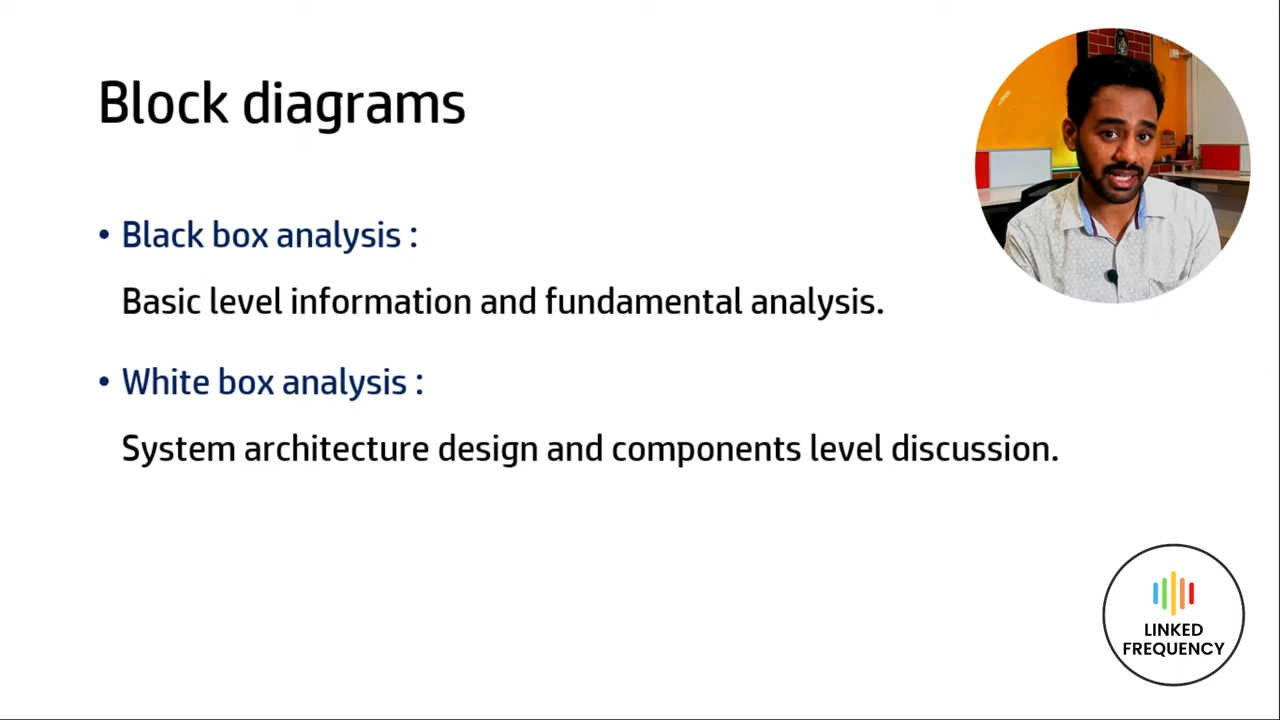 Block diagrams
• Black box analysis :
Basic level information and fundamental analysis.
• White box analysis :
System architecture design and components level discussion.
LINKED
FREQUENCY